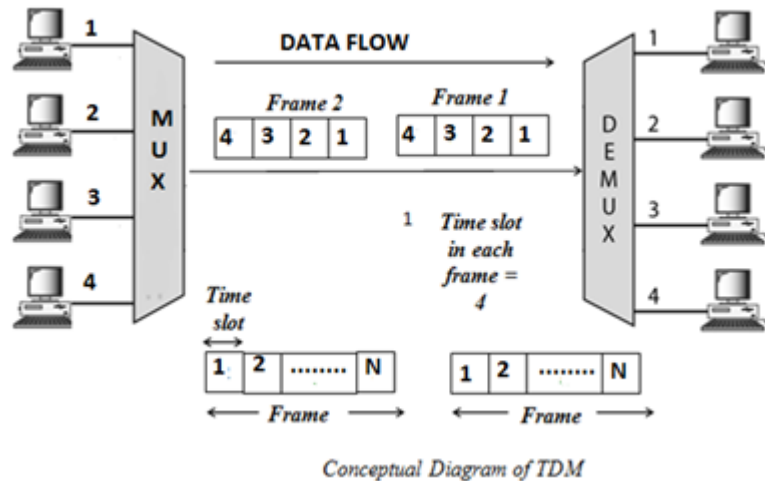 1
2
3
4
MUX
DATA FLOW
Frame 2
Frame 1
4 3 2 1
4 3 2 1
1
Time slot
in each
frame =
4
DEMUX
1
2
3
4
Time
slot
1 2 ........ N
1 2 ........ N
Frame
Frame
Conceptual Diagram of TDM